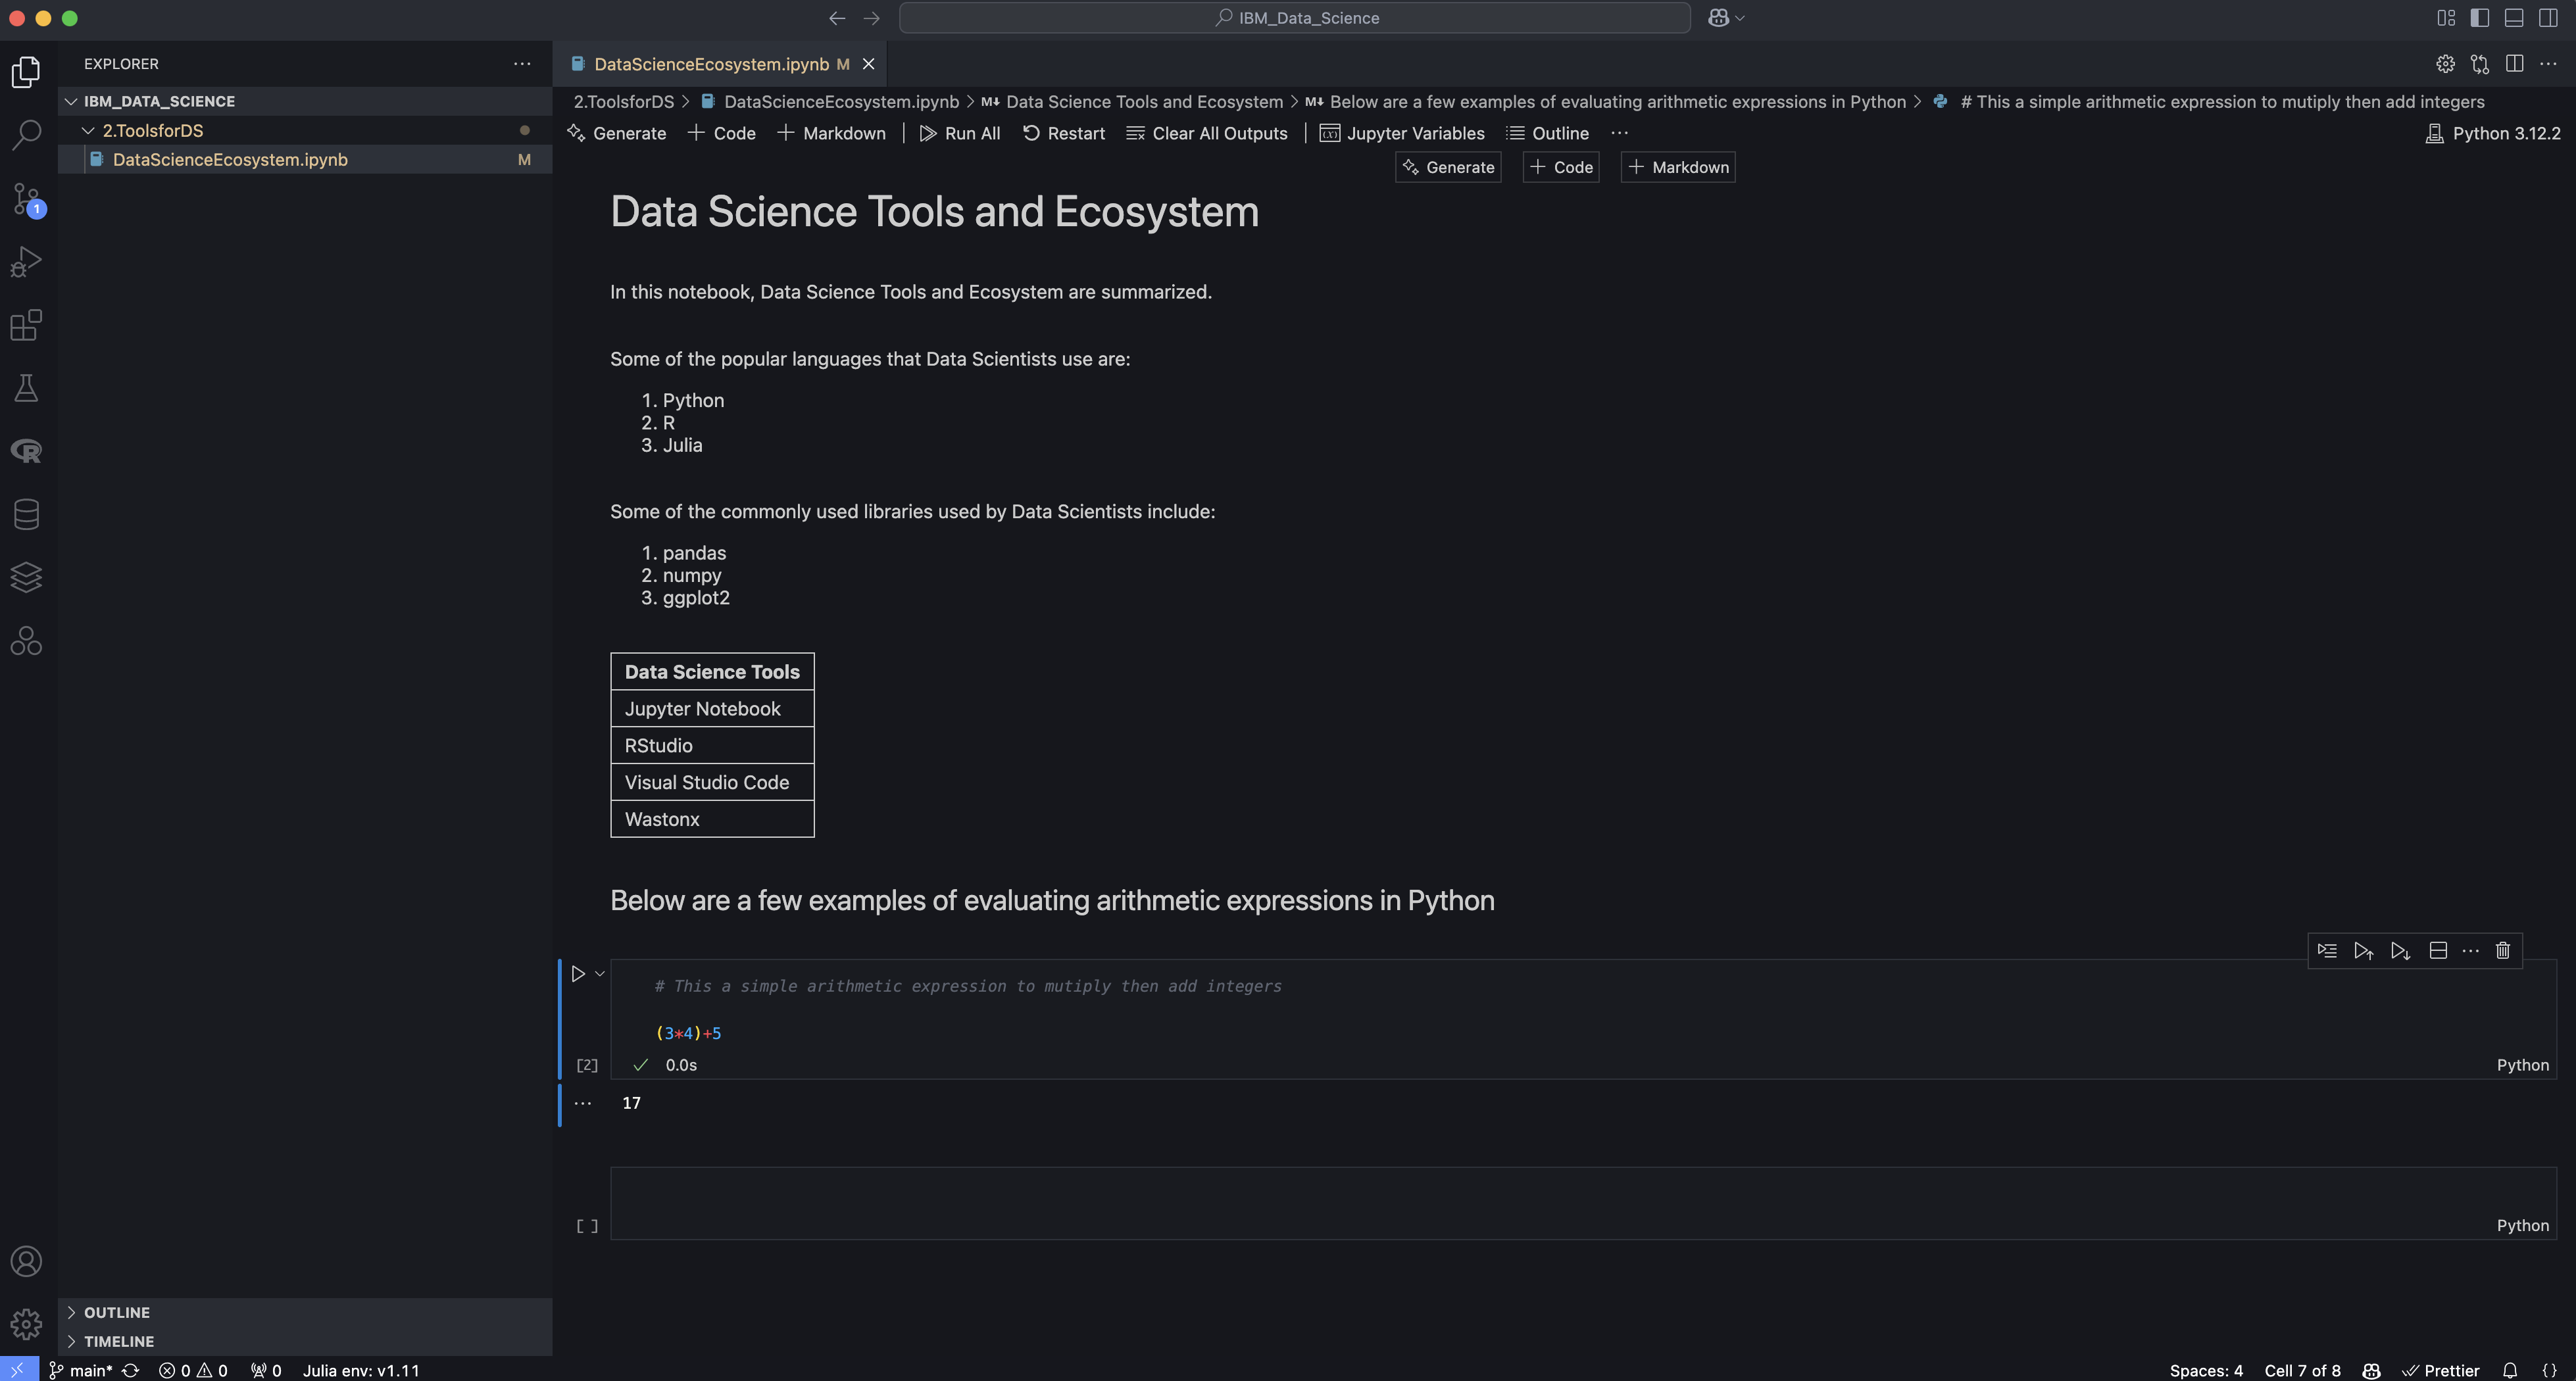 IBM_Data_Science
EXPLORER
DataScienceEcosystem.ipynb M
IBM_DATA_SCIENCE
2.ToolsforDS
DataScienceEcosystem.ipynb M
1
2.ToolsforDS > DataScienceEcosystem.ipynb > M↓ Data Science Tools and Ecosystem > M↓ Below are a few examples of evaluating arithmetic expressions in Python > # This a simple arithmetic expression to mutiply then add integers
Generate + Code + Markdown | Run All Restart Clear All Outputs | Jupyter Variables Outline ... Python 3.12.2
Generate + Code + Markdown
Data Science Tools and Ecosystem
In this notebook, Data Science Tools and Ecosystem are summarized.
Some of the popular languages that Data Scientists use are:
1. Python
2. R
3. Julia
Some of the commonly used libraries used by Data Scientists include:
1. pandas
2. numpy
3. ggplot2
Data Science Tools
Jupyter Notebook
RStudio
Visual Studio Code
Wastonx
Below are a few examples of evaluating arithmetic expressions in Python
# This a simple arithmetic expression to mutiply then add integers
(3*4)+5
[2] 0.0s Python
17
[ ] Python
OUTLINE
TIMELINE
main* 0 0 0 Julia env: v1.11 Spaces: 4 Cell 7 of 8 Prettier {}